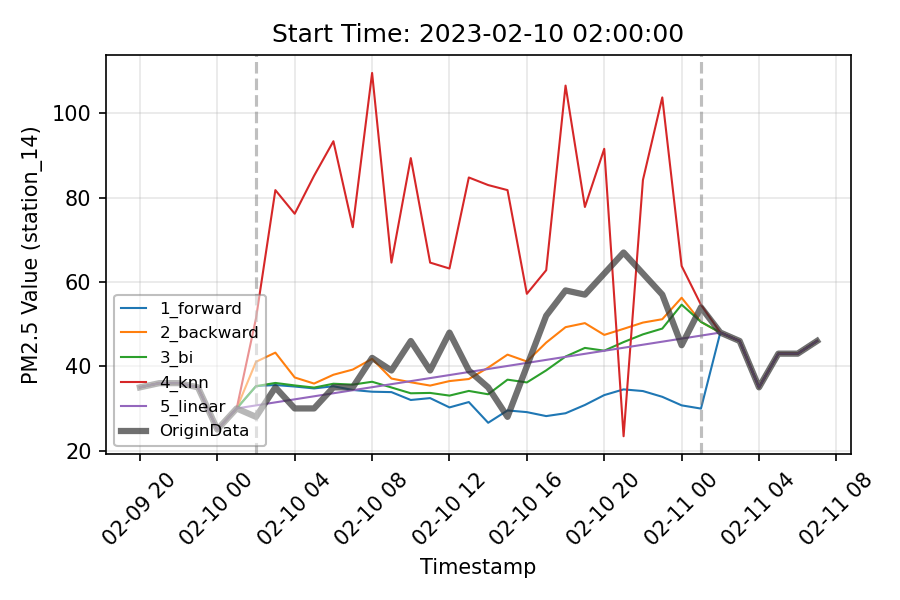 Start Time: 2023-02-10 02:00:00
PM2.5 Value (station_14)
100
80
60
40
20
1_forward
2_backward
3_bi
4_knn
5_linear
OriginData
02-09 20
02-10 00
02-10 04
02-10 08
02-10 12
02-10 16
02-10 20
02-11 00
02-11 04
02-11 08
Timestamp